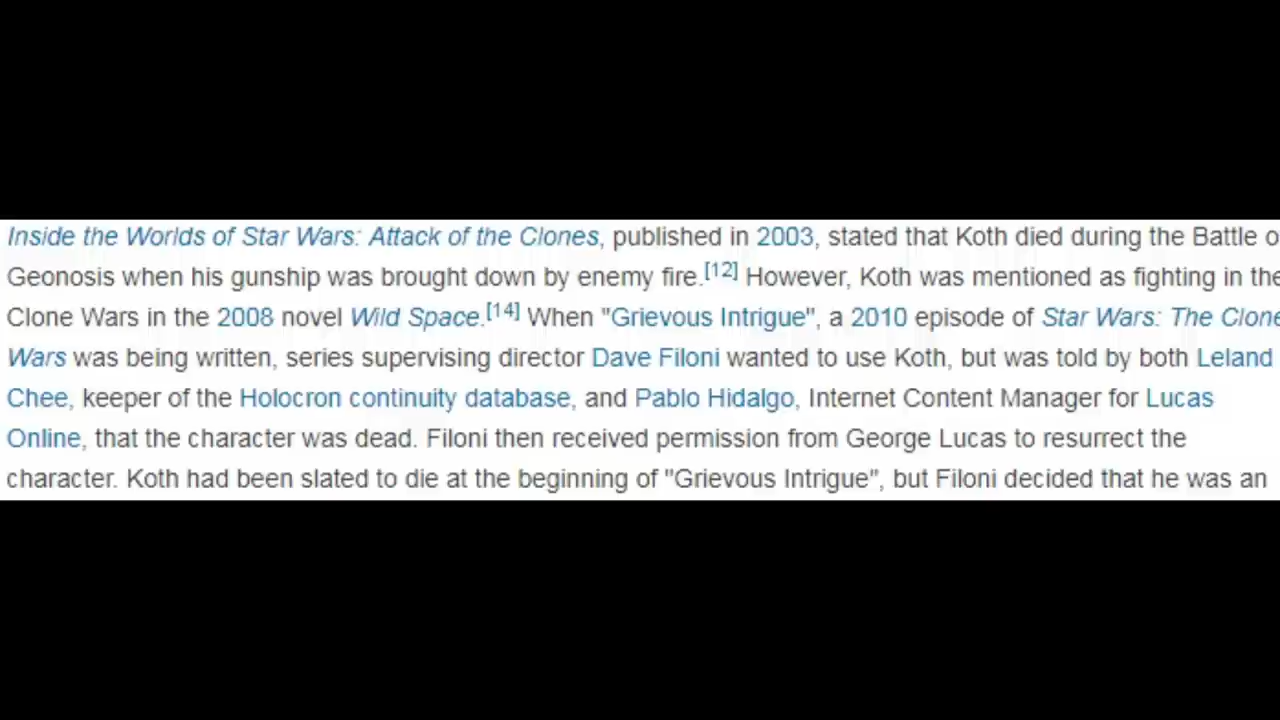 Inside the Worlds of Star Wars: Attack of the Clones, published in 2003, stated that Koth died during the Battle o
Geonosis when his gunship was brought down by enemy fire.[12] However, Koth was mentioned as fighting in the
Clone Wars in the 2008 novel Wild Space.[14] When "Grievous Intrigue", a 2010 episode of Star Wars: The Clone
Wars was being written, series supervising director Dave Filoni wanted to use Koth, but was told by both Leland
Chee, keeper of the Holocron continuity database, and Pablo Hidalgo, Internet Content Manager for Lucas
Online, that the character was dead. Filoni then received permission from George Lucas to resurrect the
character. Koth had been slated to die at the beginning of "Grievous Intrigue", but Filoni decided that he was an